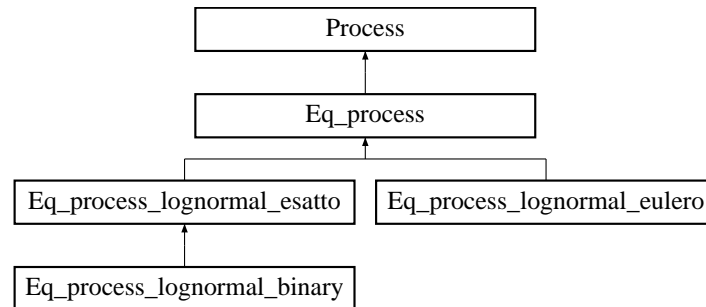 Process
Eq_process
Eq_process_lognormal_esatto
Eq_process_lognormal_eulero
Eq_process_lognormal_binary